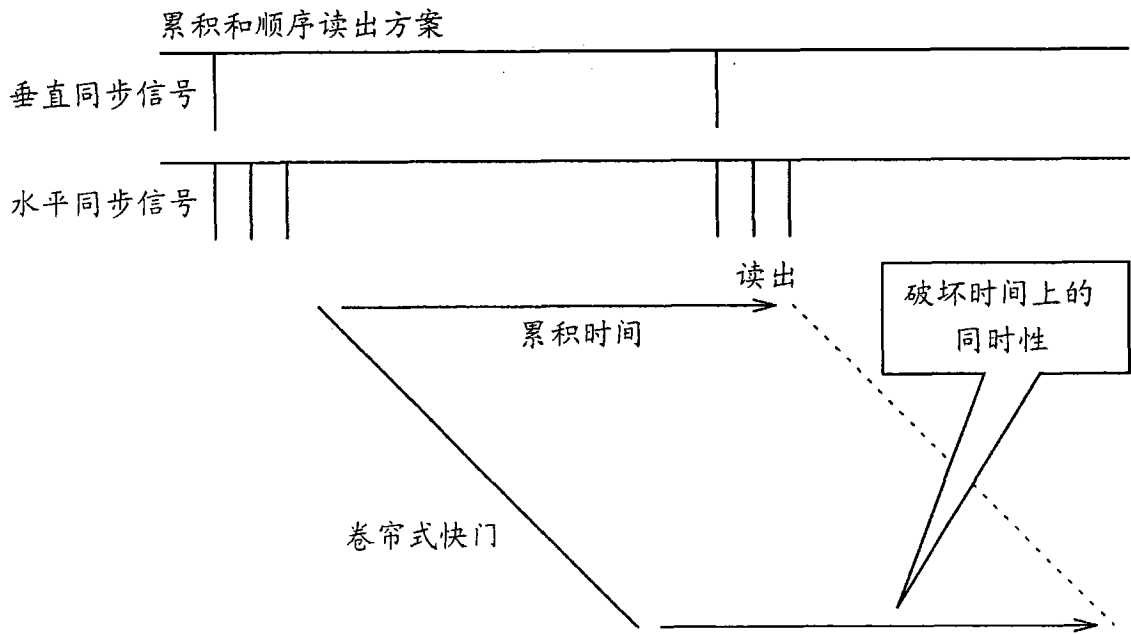 累积和顺序读出方案
垂直同步信号
水平同步信号
读出
累积时间
破坏时间上的
同时性
卷帘式快门